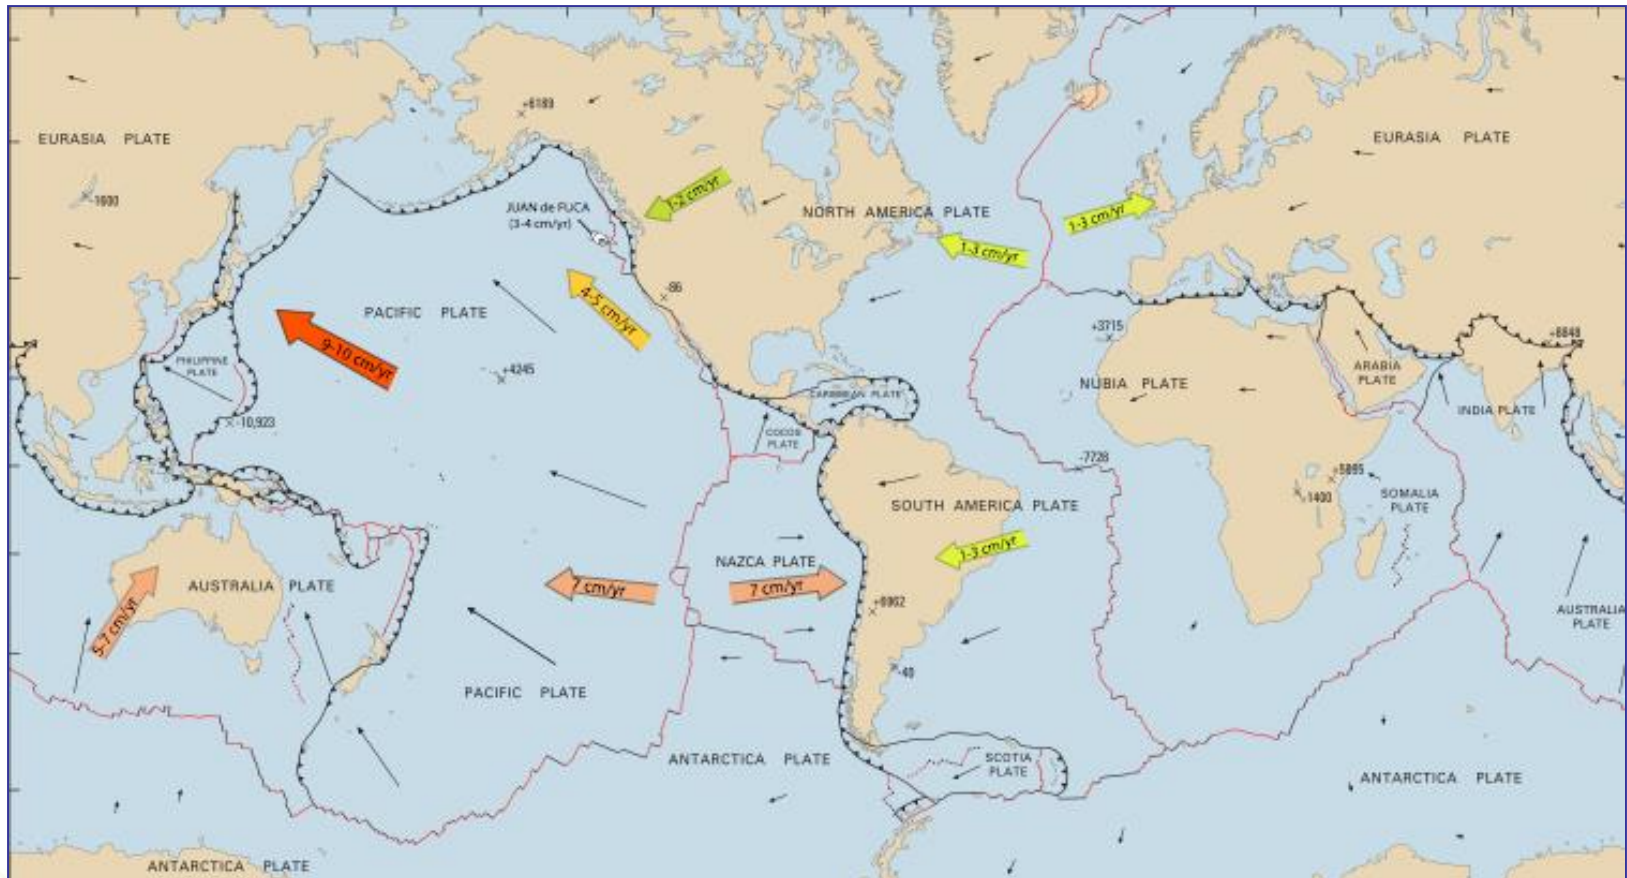 +6189
EURASIA PLATE
EURASIA PLATE
-1600
1-2 cm/yr
JUAN de FUCA
(3-4 cm/yr)
NORTH AMERICA PLATE
1-3 cm/yr
1-3 cm/yr
-86
4-5 cm/yr
PACIFIC PLATE
9-10 cm/yr
+3715
+8848
PHILIPPINE
PLATE
+4245
NUBIA PLATE
ARABIA
PLATE
CARIBBEAN PLATE
INDIA PLATE
-10,923
COCOS
PLATE
-7728
+5895
-1400
SOMALIA
PLATE
SOUTH AMERICA PLATE
1-3 cm/yr
NAZCA PLATE
AUSTRALIA PLATE
7 cm/yr
7 cm/yr
5-7 cm/yr
AUSTRALIA
PLATE
-40
PACIFIC PLATE
ANTARCTICA PLATE
SCOTIA
PLATE
ANTARCTICA PLATE
ANTARCTICA PLATE